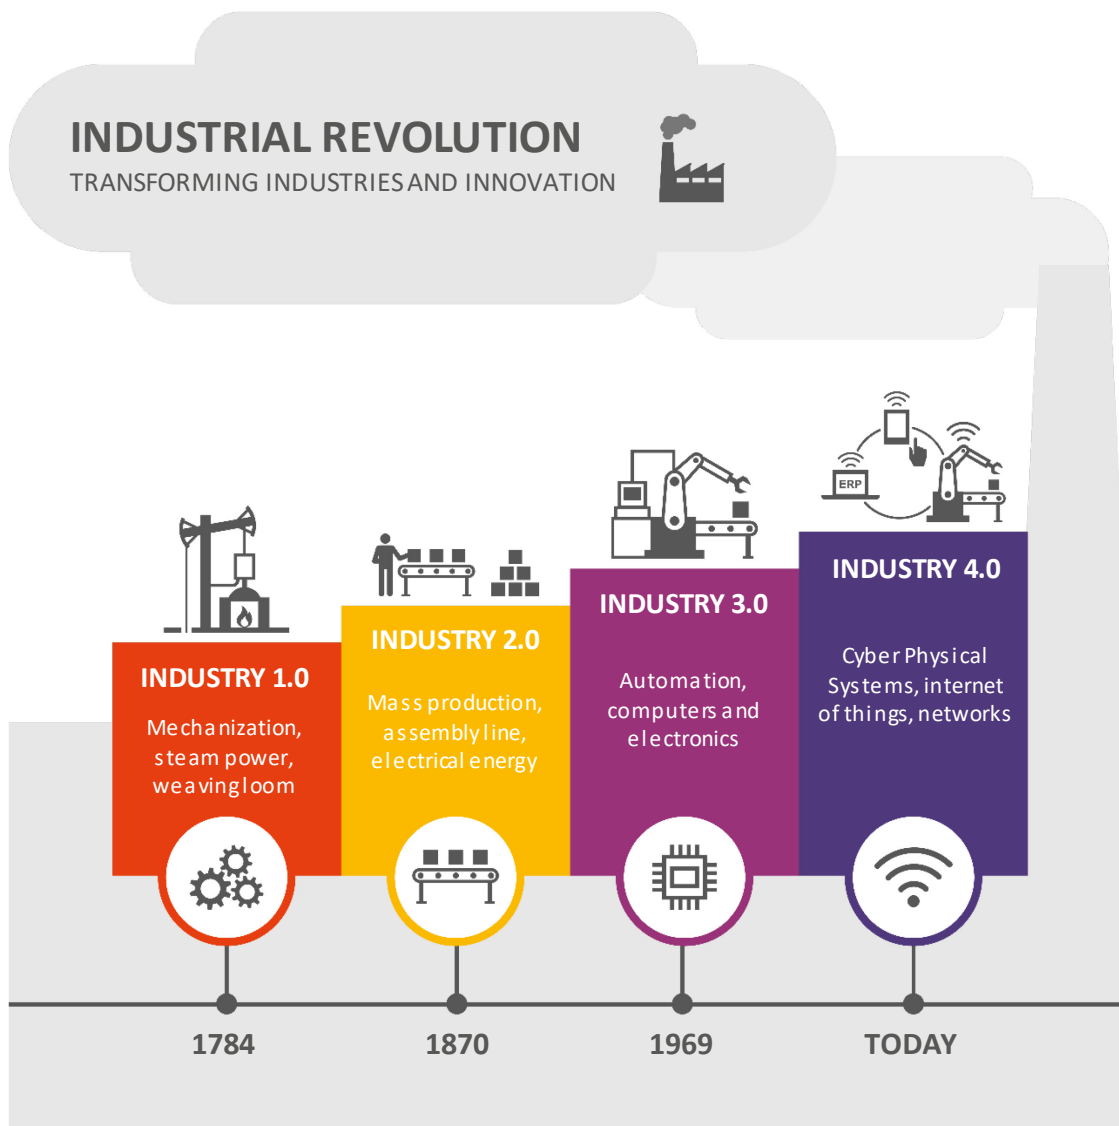 INDUSTRIAL REVOLUTION
TRANSFORMING INDUSTRIES AND INNOVATION
ERP
INDUSTRY 1.0
Mechanization,
steam power,
weaving loom
INDUSTRY 2.0
Mass production,
assembly line,
electrical energy
INDUSTRY 3.0
Automation,
computers and
electronics
INDUSTRY 4.0
Cyber Physical
Systems, internet
of things, networks
1784
1870
1969
TODAY